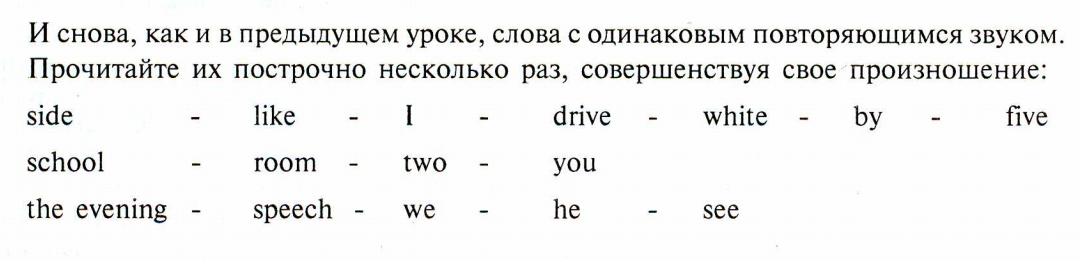 И снова, как и в предыдущем уроке, слова с одинаковым повторяющимся звуком.
Прочитайте их построчно несколько раз, совершенствуя свое произношение:
side - like - I - drive - white - by - five
school - room - two - you
the evening - speech - we - he - see